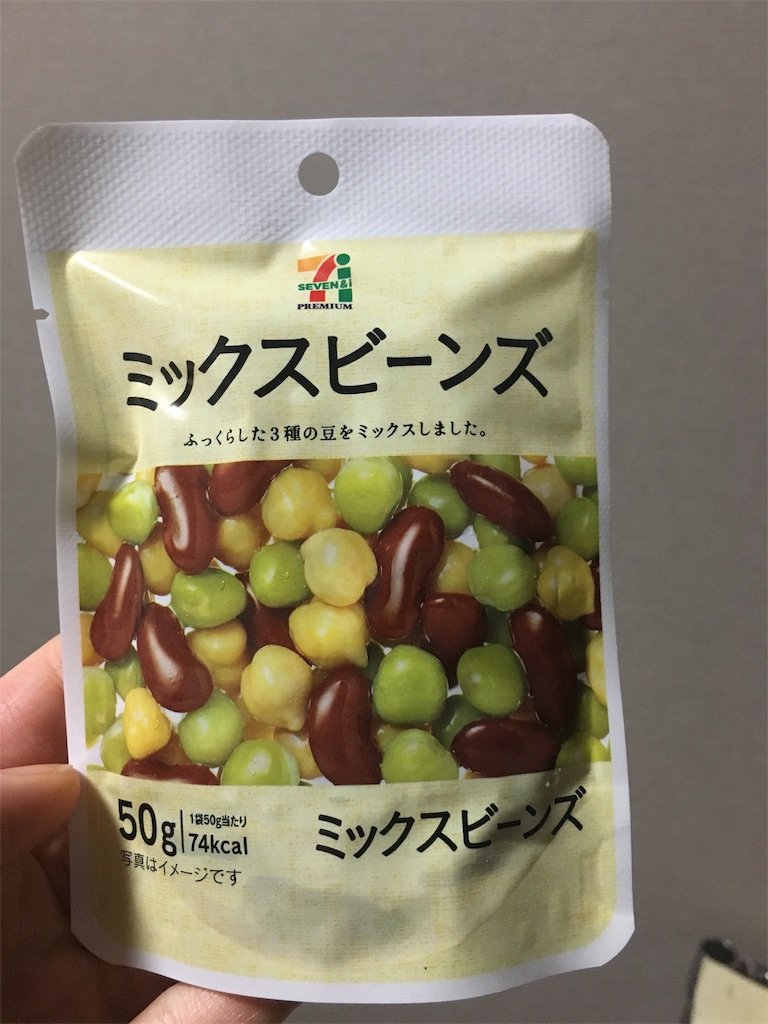 SEVEN&i
PREMIUM
ミックスビーンズ
ふっくらした3種の豆をミックスしました。
50g
1袋50g当たり
74kcal
写真はイメージです
ミックスビーンズ